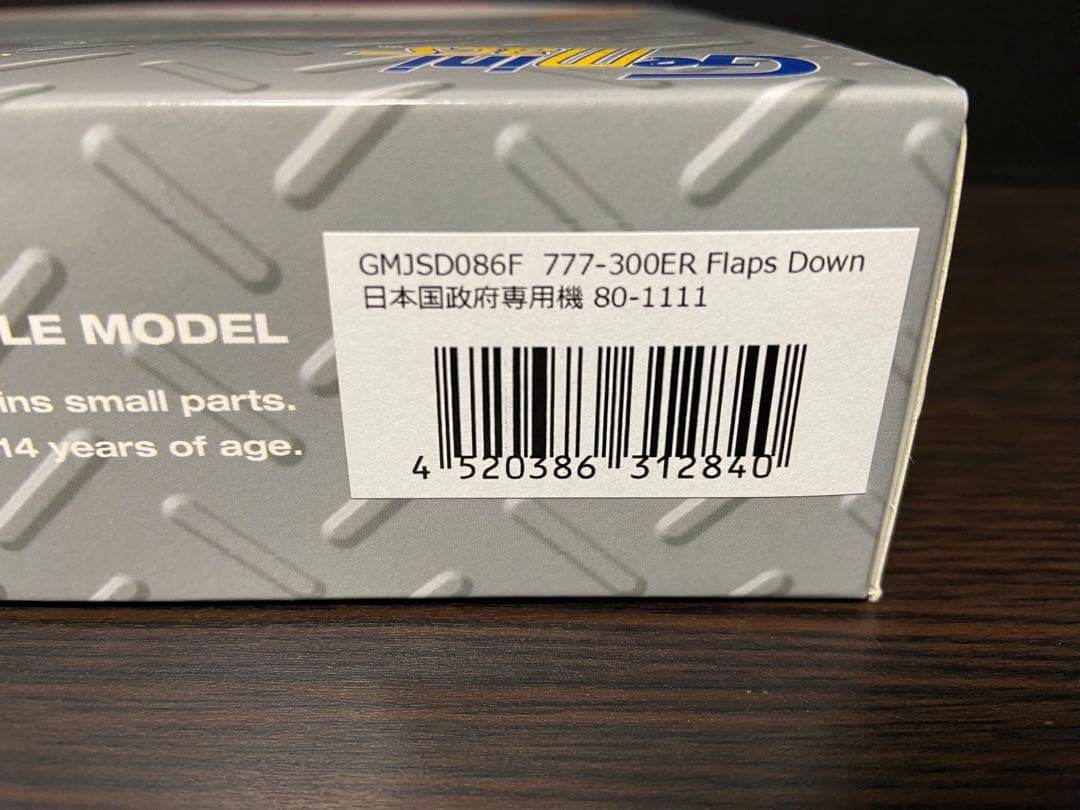 Gemini
GMJSD086F 777-300ER Flaps Down
日本国政府専用機 80-1111
LE MODEL
ins small parts.
14 years of age.
4 520386 312840